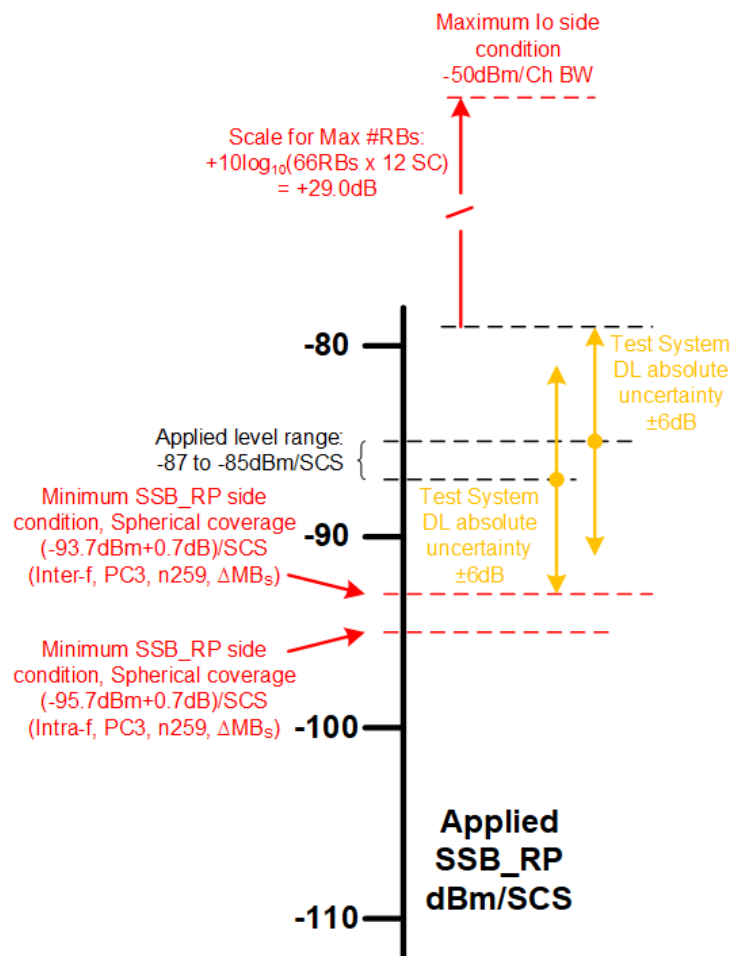 Maximum Io side
condition
-50dBm/Ch BW
Scale for Max #RBs:
+10log₁₀(66RBs x 12 SC)
= +29.0dB
-80
Test System
DL absolute
uncertainty
±6dB
Applied level range:
-87 to -85dBm/SCS
Minimum SSB_RP side
condition, Spherical coverage
(-93.7dBm+0.7dB)/SCS
(Inter-f, PC3, n259, ΔMBₛ)
-90
Test System
DL absolute
uncertainty
±6dB
Minimum SSB_RP side
condition, Spherical coverage
(-95.7dBm+0.7dB)/SCS
(Intra-f, PC3, n259, ΔMBₛ)
-100
Applied
SSB_RP
dBm/SCS
-110